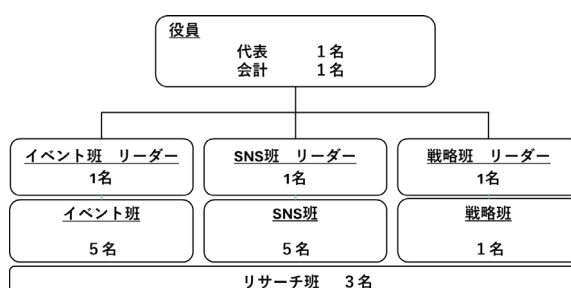 役員
代表 1名
会計 1名
イベント班 リーダー
1名
SNS班 リーダー
1名
戦略班 リーダー
1名
イベント班
5名
SNS班
5名
戦略班
1名
リサーチ班 3名